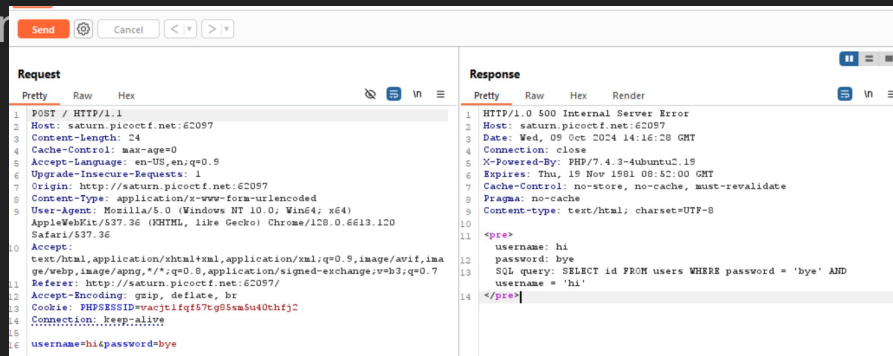 Send
Cancel
Request
Pretty Raw Hex
\n
1 POST / HTTP/1.1
2 Host: saturn.picoctf.net:62097
3 Content-Length: 24
4 Cache-Control: max-age=0
5 Accept-Language: en-US,en;q=0.9
6 Upgrade-Insecure-Requests: 1
7 Origin: http://saturn.picoctf.net:62097
8 Content-Type: application/x-www-form-urlencoded
9 User-Agent: Mozilla/5.0 (Windows NT 10.0; Win64; x64)
AppleWebKit/537.36 (KHTML, like Gecko) Chrome/128.0.6613.120
Safari/537.36
10 Accept:
text/html,application/xhtml+xml,application/xml;q=0.9,image/avif,ima
ge/webp,image/apng,*/*;q=0.8,application/signed-exchange;v=b3;q=0.7
11 Referer: http://saturn.picoctf.net:62097/
12 Accept-Encoding: gzip, deflate, br
13 Cookie: PHPSESSID=vacjtlfqf57tg85sm5u40thfj2
14 Connection: keep-alive
15
16 username=hi&password=bye
Response
Pretty Raw Hex Render
\n
1 HTTP/1.0 500 Internal Server Error
2 Host: saturn.picoctf.net:62097
3 Date: Wed, 09 Oct 2024 14:16:28 GMT
4 Connection: close
5 X-Powered-By: PHP/7.4.3-4ubuntu2.19
6 Expires: Thu, 19 Nov 1981 08:52:00 GMT
7 Cache-Control: no-store, no-cache, must-revalidate
8 Pragma: no-cache
9 Content-type: text/html; charset=UTF-8
10
11 <pre>
username: hi
12 password: bye
13 SQL query: SELECT id FROM users WHERE password = 'bye' AND
username = 'hi'
14 </pre>